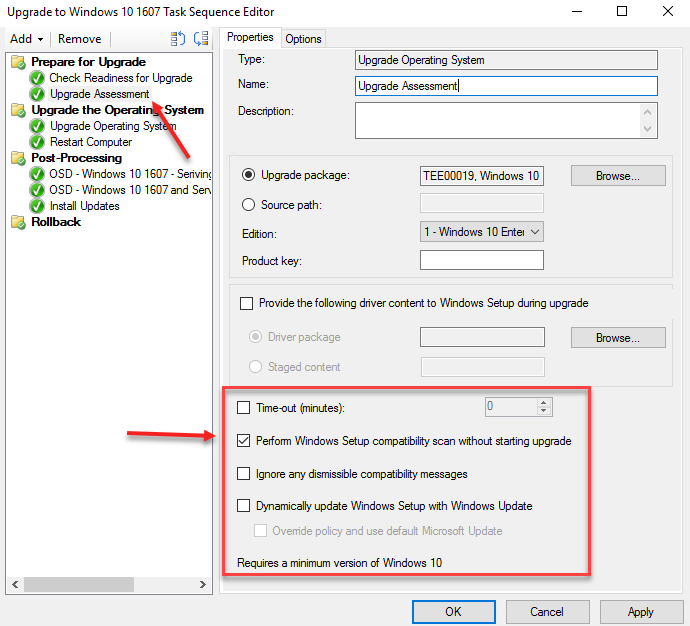 Upgrade to Windows 10 1607 Task Sequence Editor
Add Remove
Prepare for Upgrade
Check Readiness for Upgrade
Upgrade Assessment
Upgrade the Operating System
Upgrade Operating System
Restart Computer
Post-Processing
OSD - Windows 10 1607 - Seriving
OSD - Windows 10 1607 and Serv
Install Updates
Rollback
Properties Options
Type: Upgrade Operating System
Name: Upgrade Assessment
Description:
Upgrade package: TEE00019, Windows 10 Browse...
Source path:
Edition: 1 - Windows 10 Enter
Product key:
Provide the following driver content to Windows Setup during upgrade
Driver package Browse...
Staged content
Time-out (minutes): 0
Perform Windows Setup compatibility scan without starting upgrade
Ignore any dismissible compatibility messages
Dynamically update Windows Setup with Windows Update
Override policy and use default Microsoft Update
Requires a minimum version of Windows 10
OK Cancel Apply